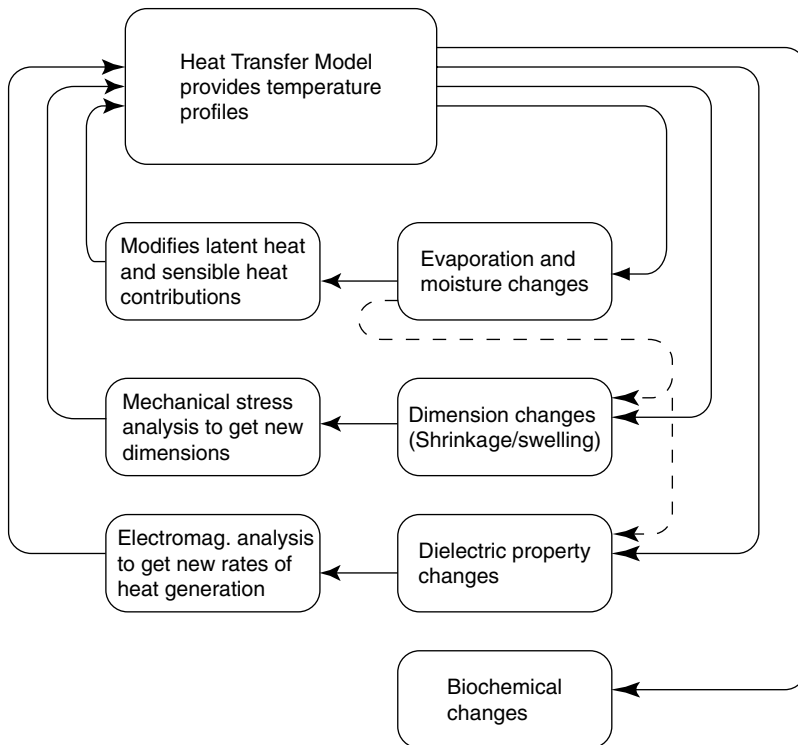 Heat Transfer Model
provides temperature
profiles
Modifies latent heat
and sensible heat
contributions
Evaporation and
moisture changes
Mechanical stress
analysis to get new
dimensions
Dimension changes
(Shrinkage/swelling)
Electromag. analysis
to get new rates of
heat generation
Dielectric property
changes
Biochemical
changes